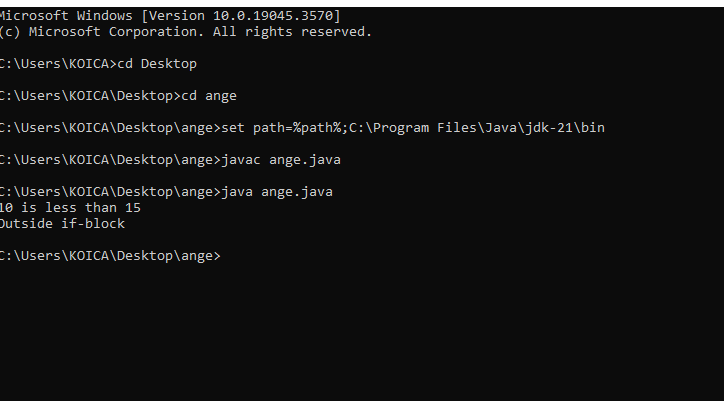 Microsoft Windows [Version 10.0.19045.3570]
(c) Microsoft Corporation. All rights reserved.
C:\Users\KOICA>cd Desktop
C:\Users\KOICA\Desktop>cd ange
C:\Users\KOICA\Desktop\ange>set path=%path%;C:\Program Files\Java\jdk-21\bin
C:\Users\KOICA\Desktop\ange>javac ange.java
C:\Users\KOICA\Desktop\ange>java ange.java
10 is less than 15
Outside if-block
C:\Users\KOICA\Desktop\ange>